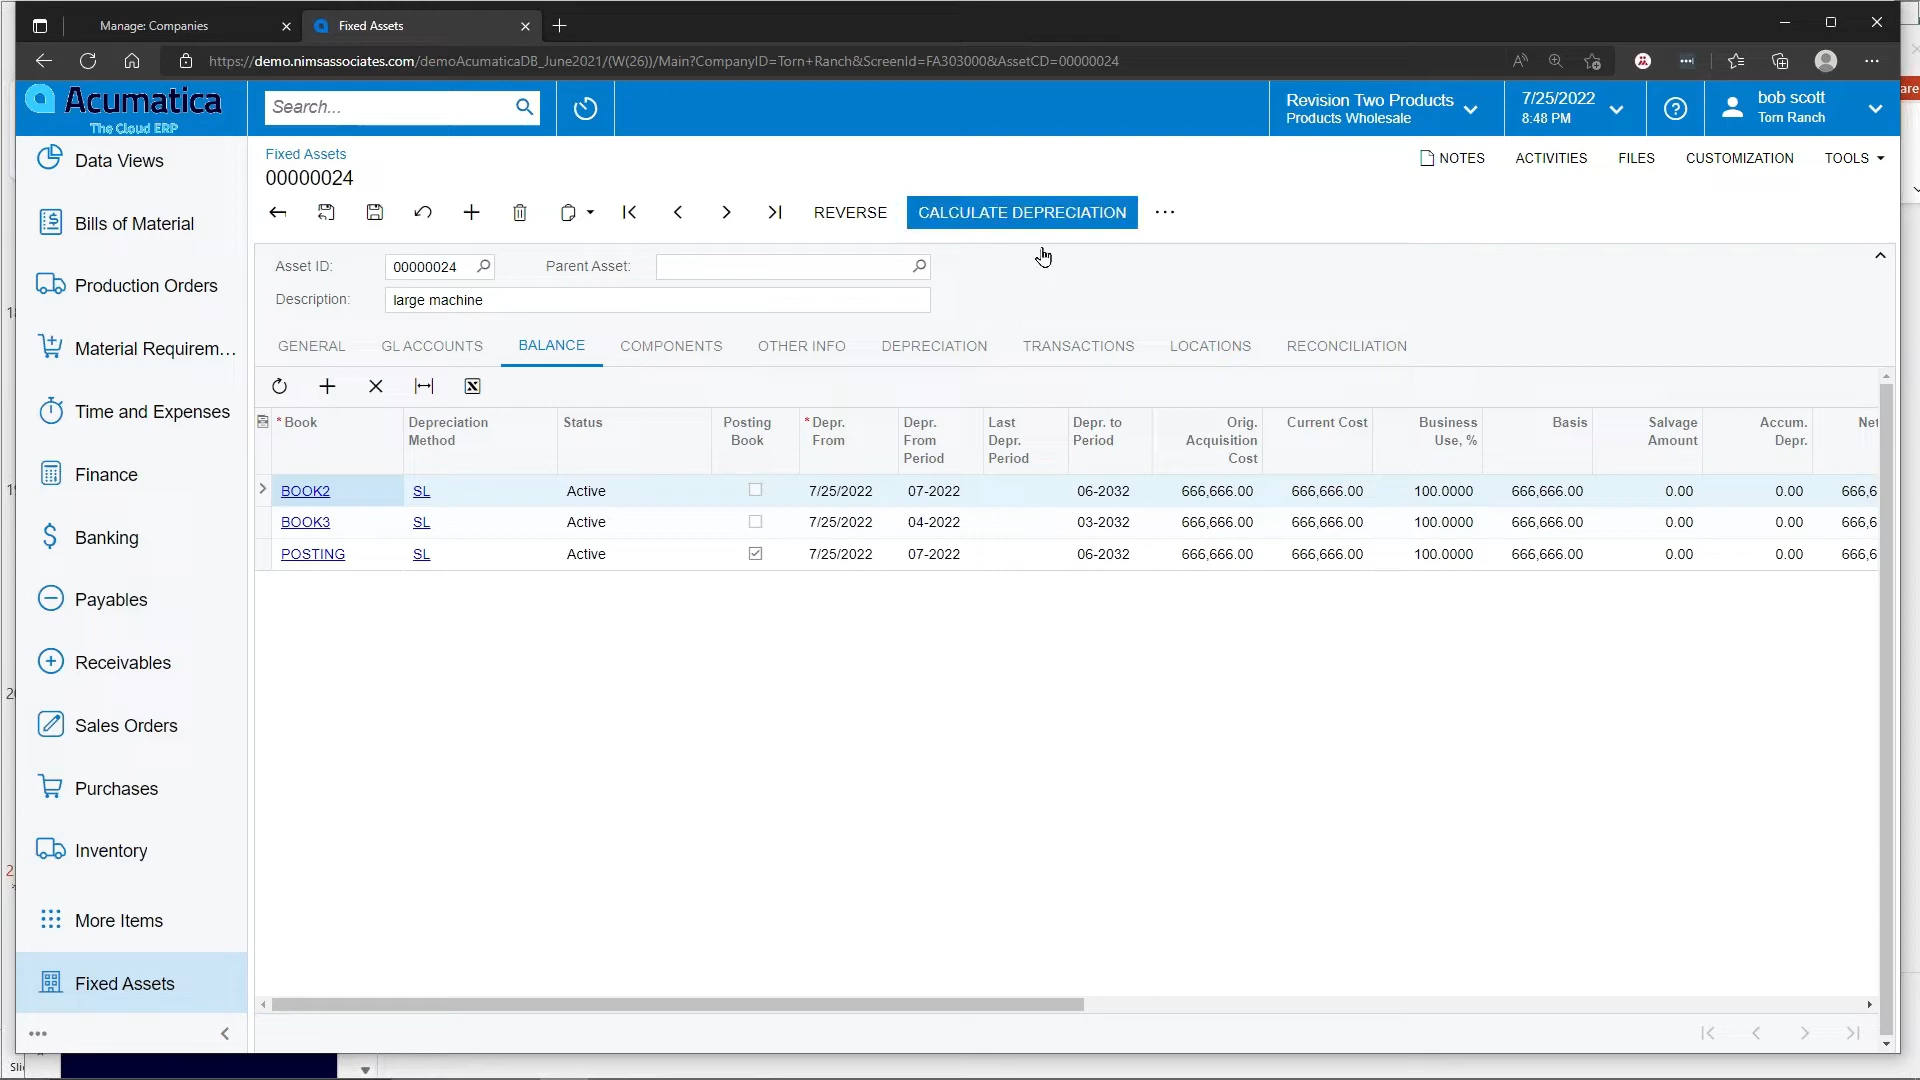 Manage: Companies
Fixed Assets
https://demo.nimsassociates.com/demoAcumaticaDB_June2021/(W(26))/Main?CompanyID=Torn+Ranch&ScreenId=FA303000&AssetCD=00000024
Acumatica
The Cloud ERP
Search...
Revision Two Products
Products Wholesale
7/25/2022
8:48 PM
bob scott
Torn Ranch
Data Views
Bills of Material
Production Orders
Material Requirem...
Time and Expenses
Finance
Banking
Payables
Receivables
Sales Orders
Purchases
Inventory
More Items
Fixed Assets
Fixed Assets
00000024
NOTES ACTIVITIES FILES CUSTOMIZATION TOOLS
REVERSE CALCULATE DEPRECIATION
Asset ID: 00000024 Parent Asset:
Description: large machine
GENERAL GL ACCOUNTS BALANCE COMPONENTS OTHER INFO DEPRECIATION TRANSACTIONS LOCATIONS RECONCILIATION
* Book
Depreciation Method
Status
Posting Book
* Depr. From
Depr. From Period
Last Depr. Period
Depr. to Period
Orig. Acquisition Cost
Current Cost
Business Use, %
Basis
Salvage Amount
Accum. Depr.
Net
BOOK2 SL Active 7/25/2022 07-2022 06-2032 666,666.00 666,666.00 100.0000 666,666.00 0.00 0.00 666,6
BOOK3 SL Active 7/25/2022 04-2022 03-2032 666,666.00 666,666.00 100.0000 666,666.00 0.00 0.00 666,6
POSTING SL Active 7/25/2022 07-2022 06-2032 666,666.00 666,666.00 100.0000 666,666.00 0.00 0.00 666,6